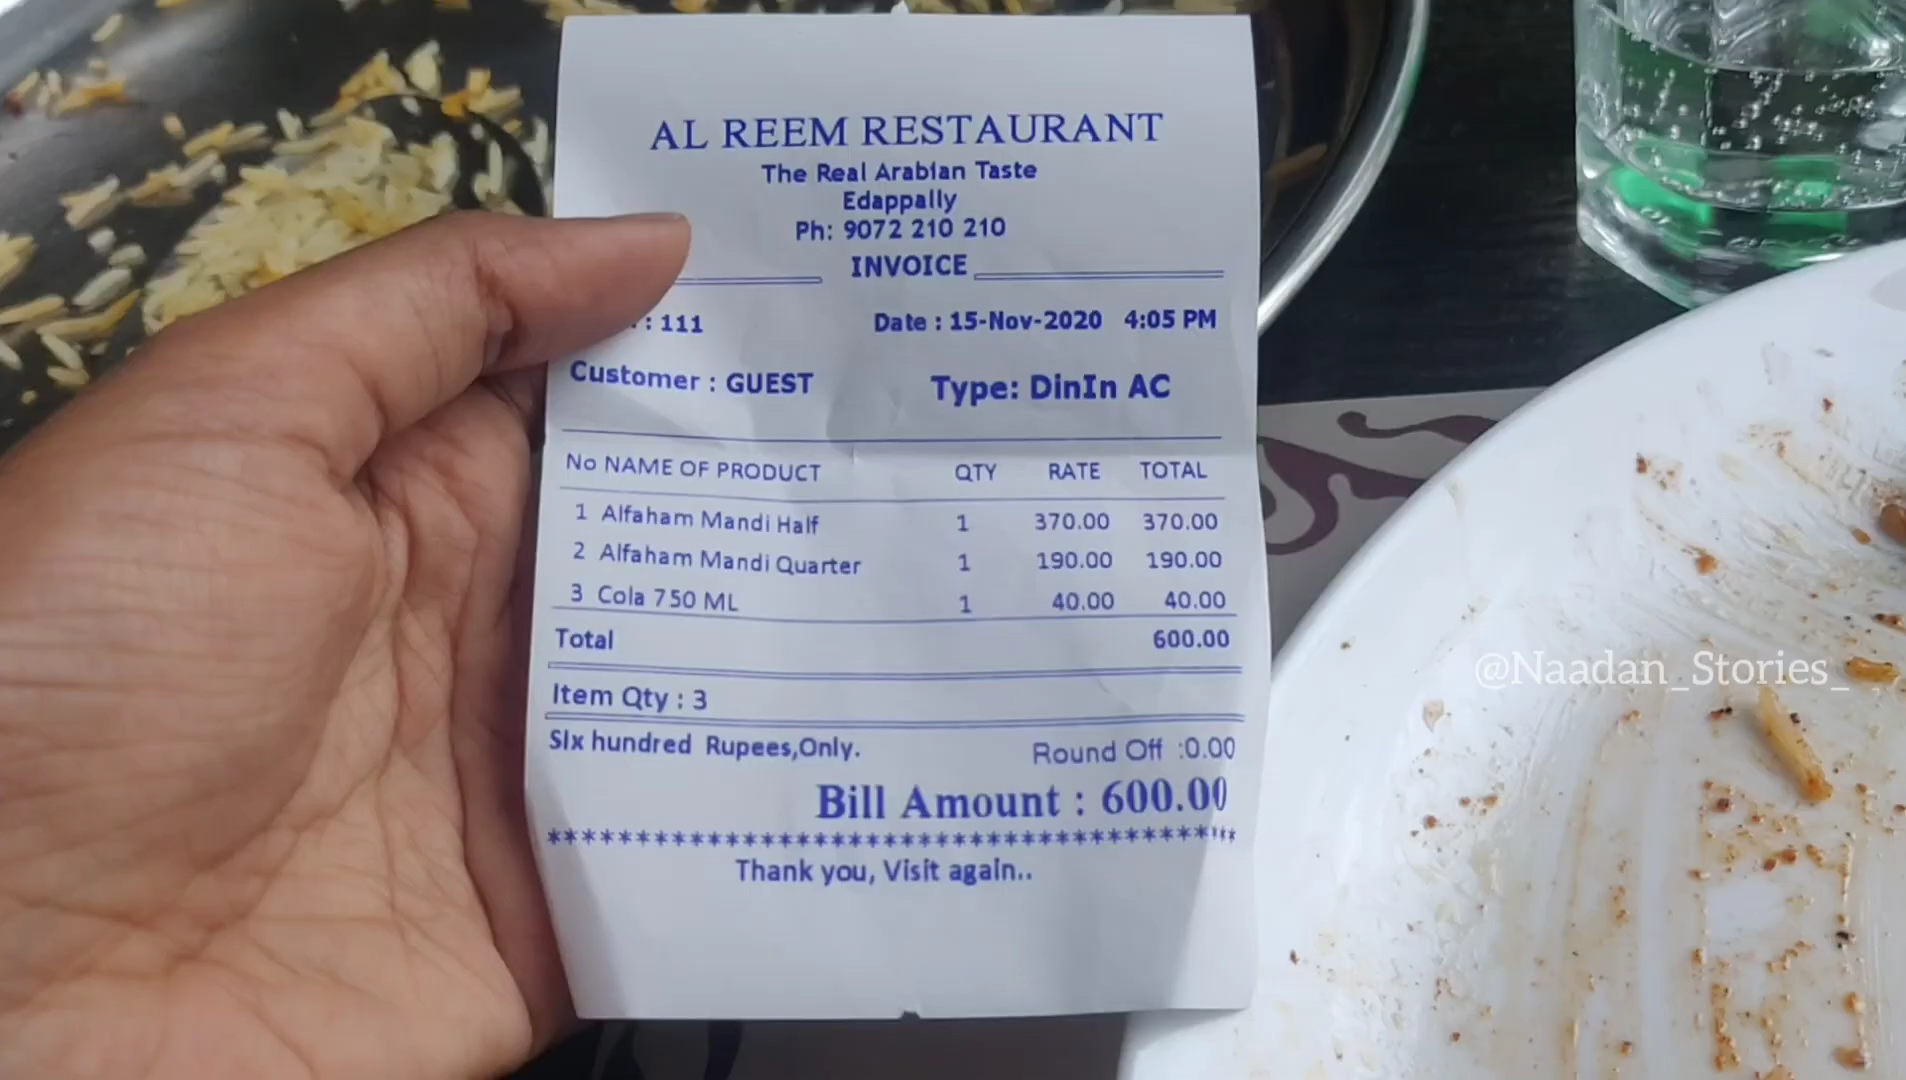 AL REEM RESTAURANT
The Real Arabian Taste
Edappally
Ph: 9072 210 210
INVOICE
: 111 Date : 15-Nov-2020 4:05 PM
Customer : GUEST Type: DinIn AC
No NAME OF PRODUCT QTY RATE TOTAL
1 Alfaham Mandi Half 1 370.00 370.00
2 Alfaham Mandi Quarter 1 190.00 190.00
3 Cola 750 ML 1 40.00 40.00
Total 600.00
Item Qty : 3
Six hundred Rupees,Only. Round Off :0.00
Bill Amount : 600.00
Thank you, Visit again..
@Naadan_Stories_